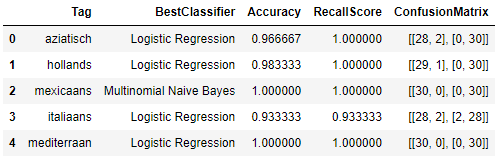 Tag BestClassifier Accuracy RecallScore ConfusionMatrix
0 aziatisch Logistic Regression 0.966667 1.000000 [[28, 2], [0, 30]]
1 hollands Logistic Regression 0.983333 1.000000 [[29, 1], [0, 30]]
2 mexicaans Multinomial Naive Bayes 1.000000 1.000000 [[30, 0], [0, 30]]
3 italiaans Logistic Regression 0.933333 0.933333 [[28, 2], [2, 28]]
4 mediterraan Logistic Regression 1.000000 1.000000 [[30, 0], [0, 30]]